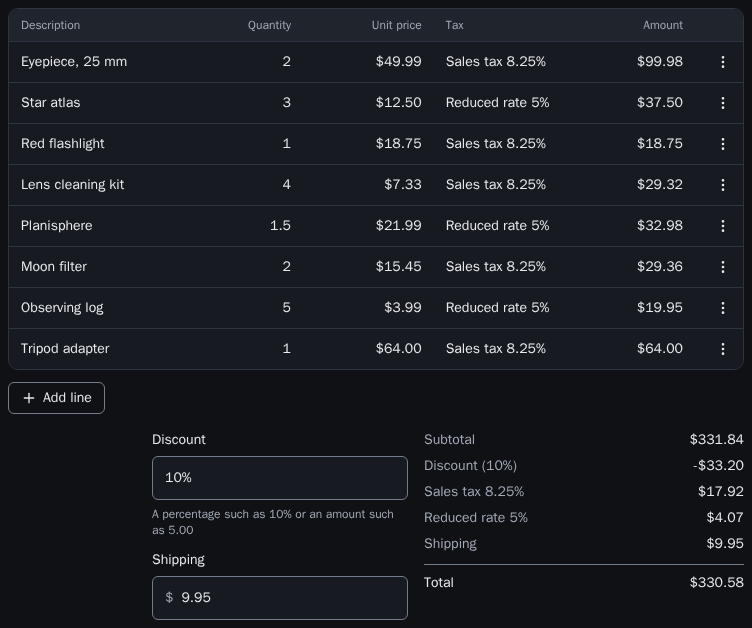 Description Quantity Unit price Tax Amount
Eyepiece, 25 mm 2 $49.99 Sales tax 8.25% $99.98
Star atlas 3 $12.50 Reduced rate 5% $37.50
Red flashlight 1 $18.75 Sales tax 8.25% $18.75
Lens cleaning kit 4 $7.33 Sales tax 8.25% $29.32
Planisphere 1.5 $21.99 Reduced rate 5% $32.98
Moon filter 2 $15.45 Sales tax 8.25% $29.36
Observing log 5 $3.99 Reduced rate 5% $19.95
Tripod adapter 1 $64.00 Sales tax 8.25% $64.00
Add line
Discount
10%
A percentage such as 10% or an amount such
as 5.00
Shipping
$ 9.95
Subtotal $331.84
Discount (10%) -$33.20
Sales tax 8.25% $17.92
Reduced rate 5% $4.07
Shipping $9.95
Total $330.58